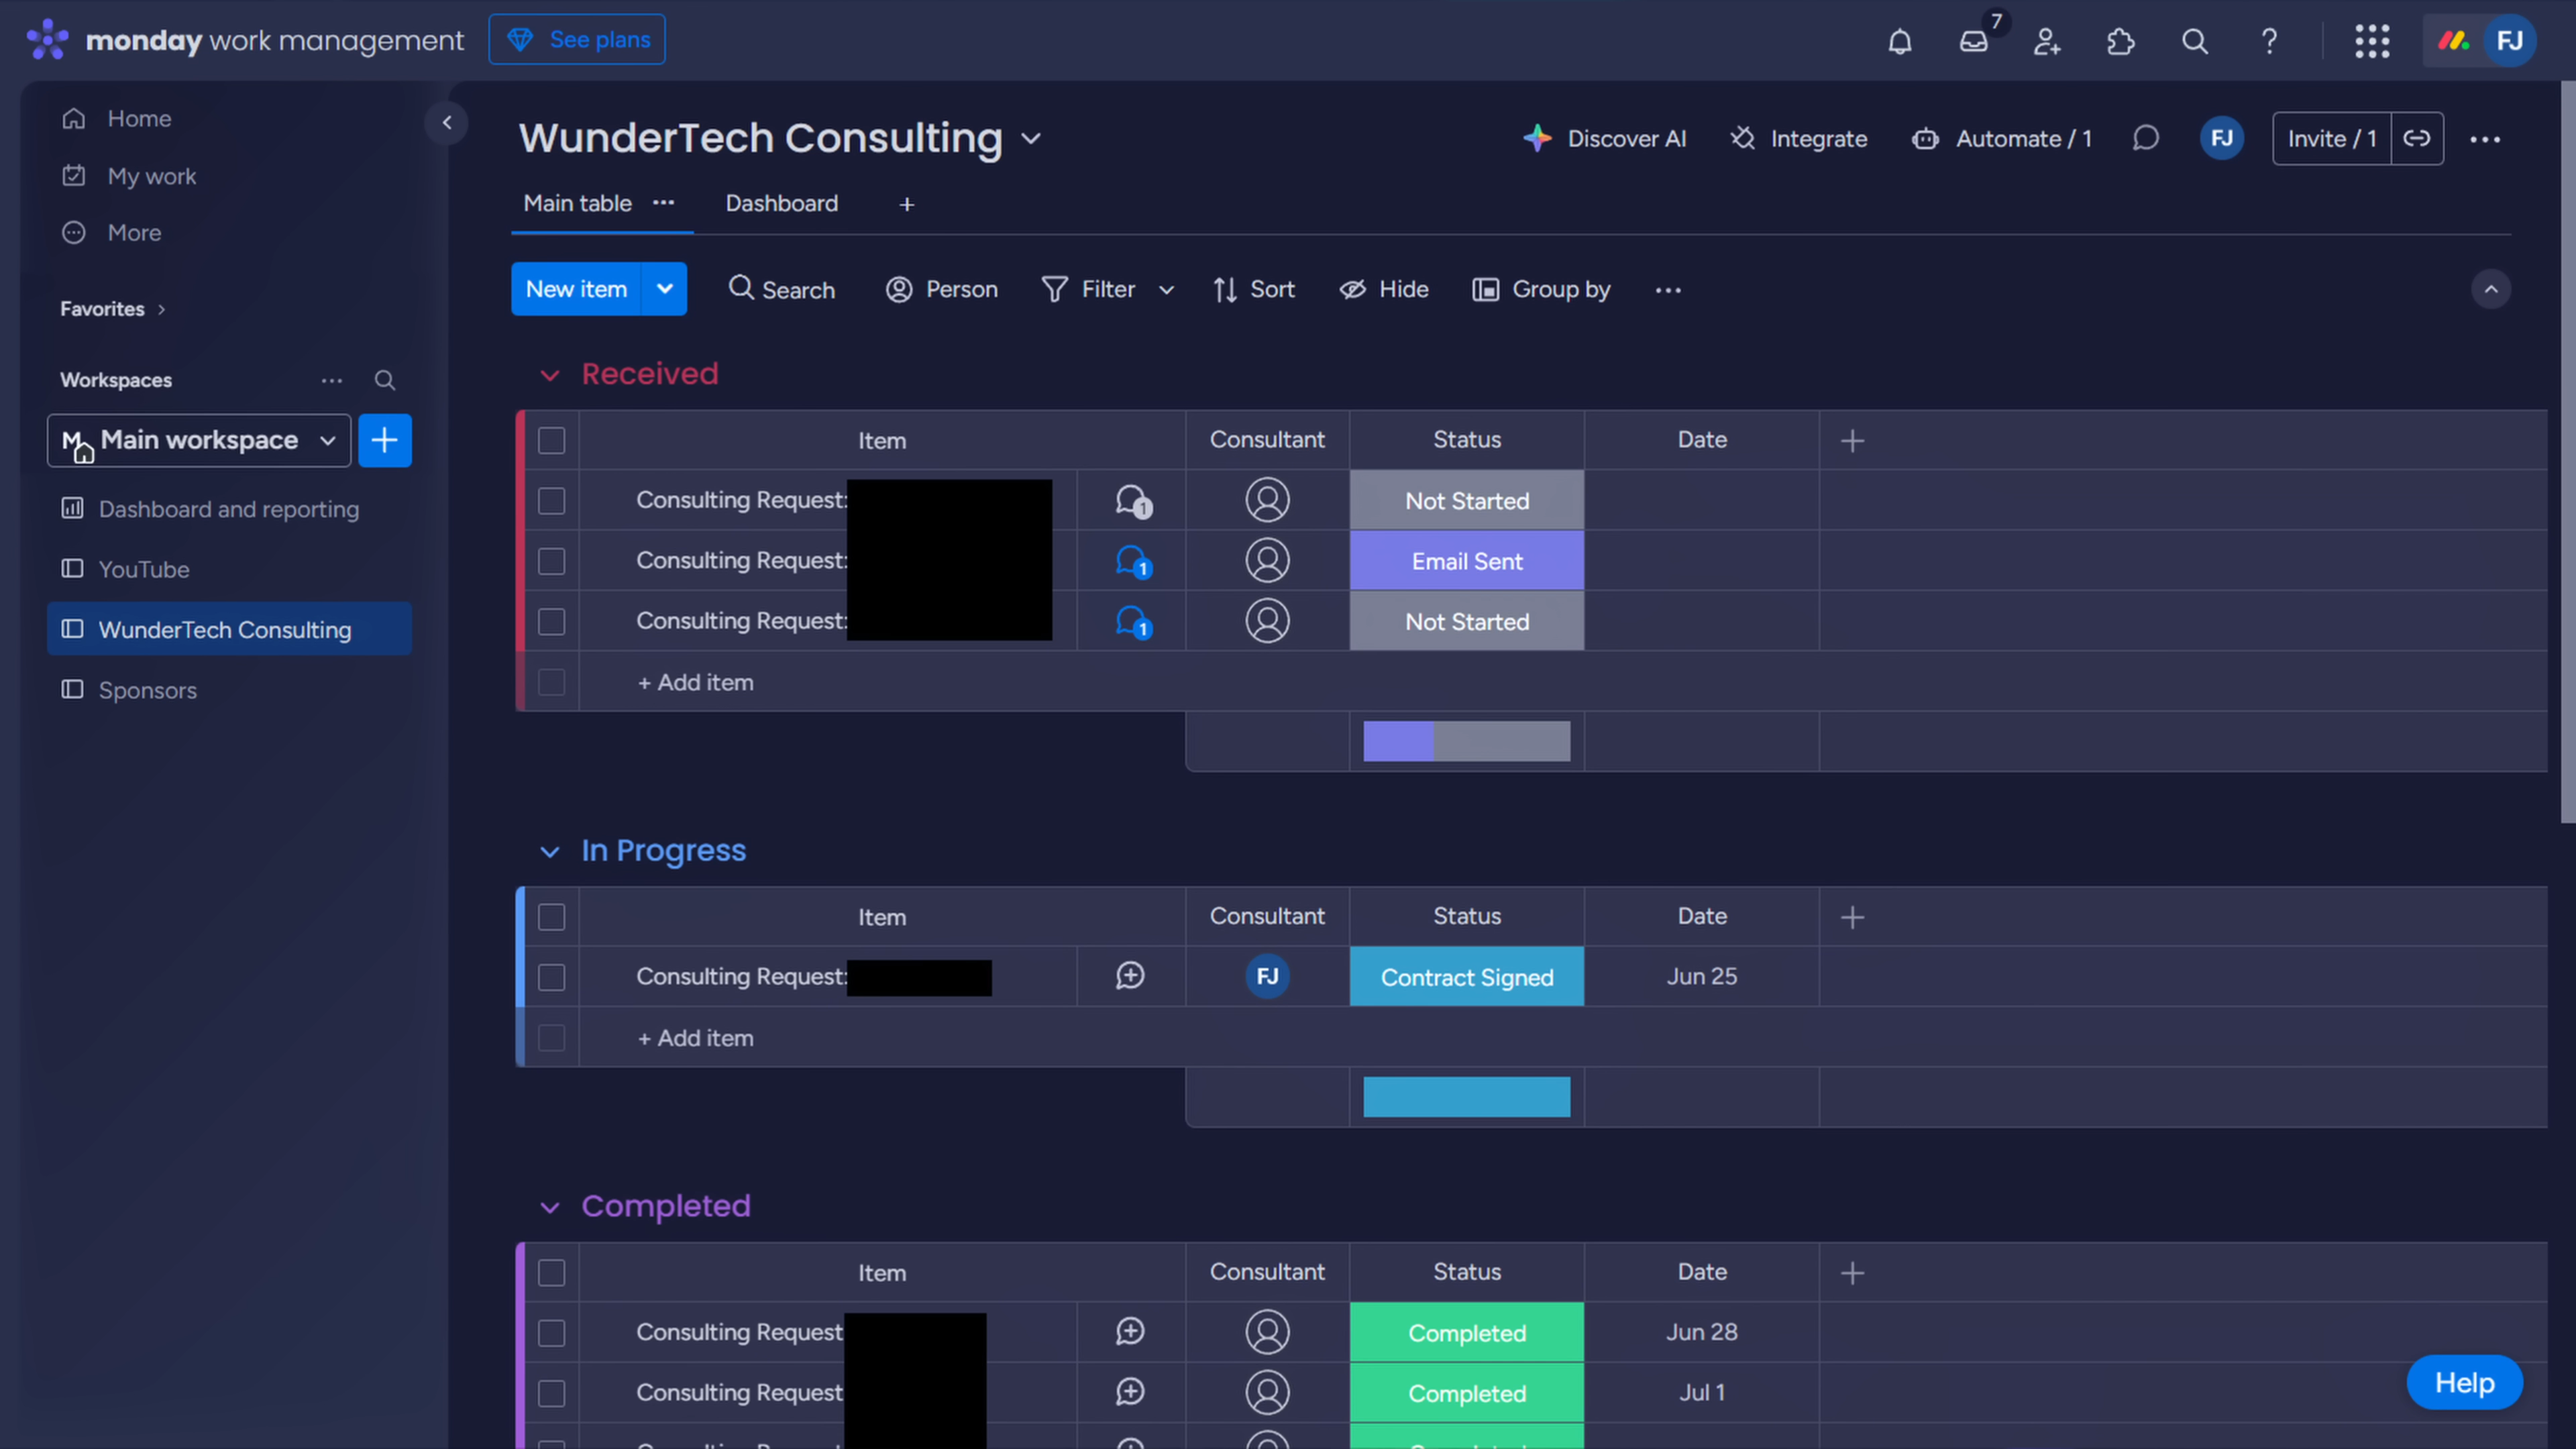 monday work management
See plans
7
FJ
Home
My work
More
Favorites
Workspaces
M Main workspace
Dashboard and reporting
YouTube
WunderTech Consulting
Sponsors
WunderTech Consulting
Discover AI
Integrate
Automate / 1
FJ
Invite / 1
Main table
Dashboard
New item
Search
Person
Filter
Sort
Hide
Group by
Received
Item Consultant Status Date
Consulting Request: 1 Not Started
Consulting Request: 1 Email Sent
Consulting Request: 1 Not Started
+ Add item
In Progress
Item Consultant Status Date
Consulting Request: FJ Contract Signed Jun 25
+ Add item
Completed
Item Consultant Status Date
Consulting Request Completed Jun 28
Consulting Request Completed Jul 1
Help